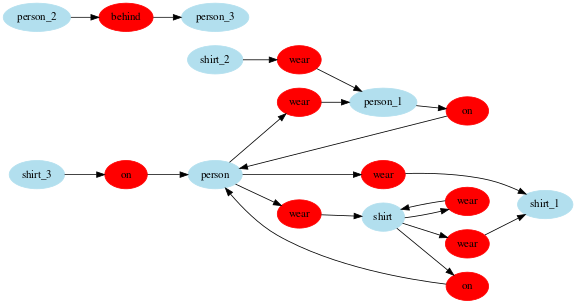 person_2 behind person_3
shirt_2 wear
wear person_1 on
shirt_3 on person wear
wear shirt wear shirt_1
wear
on